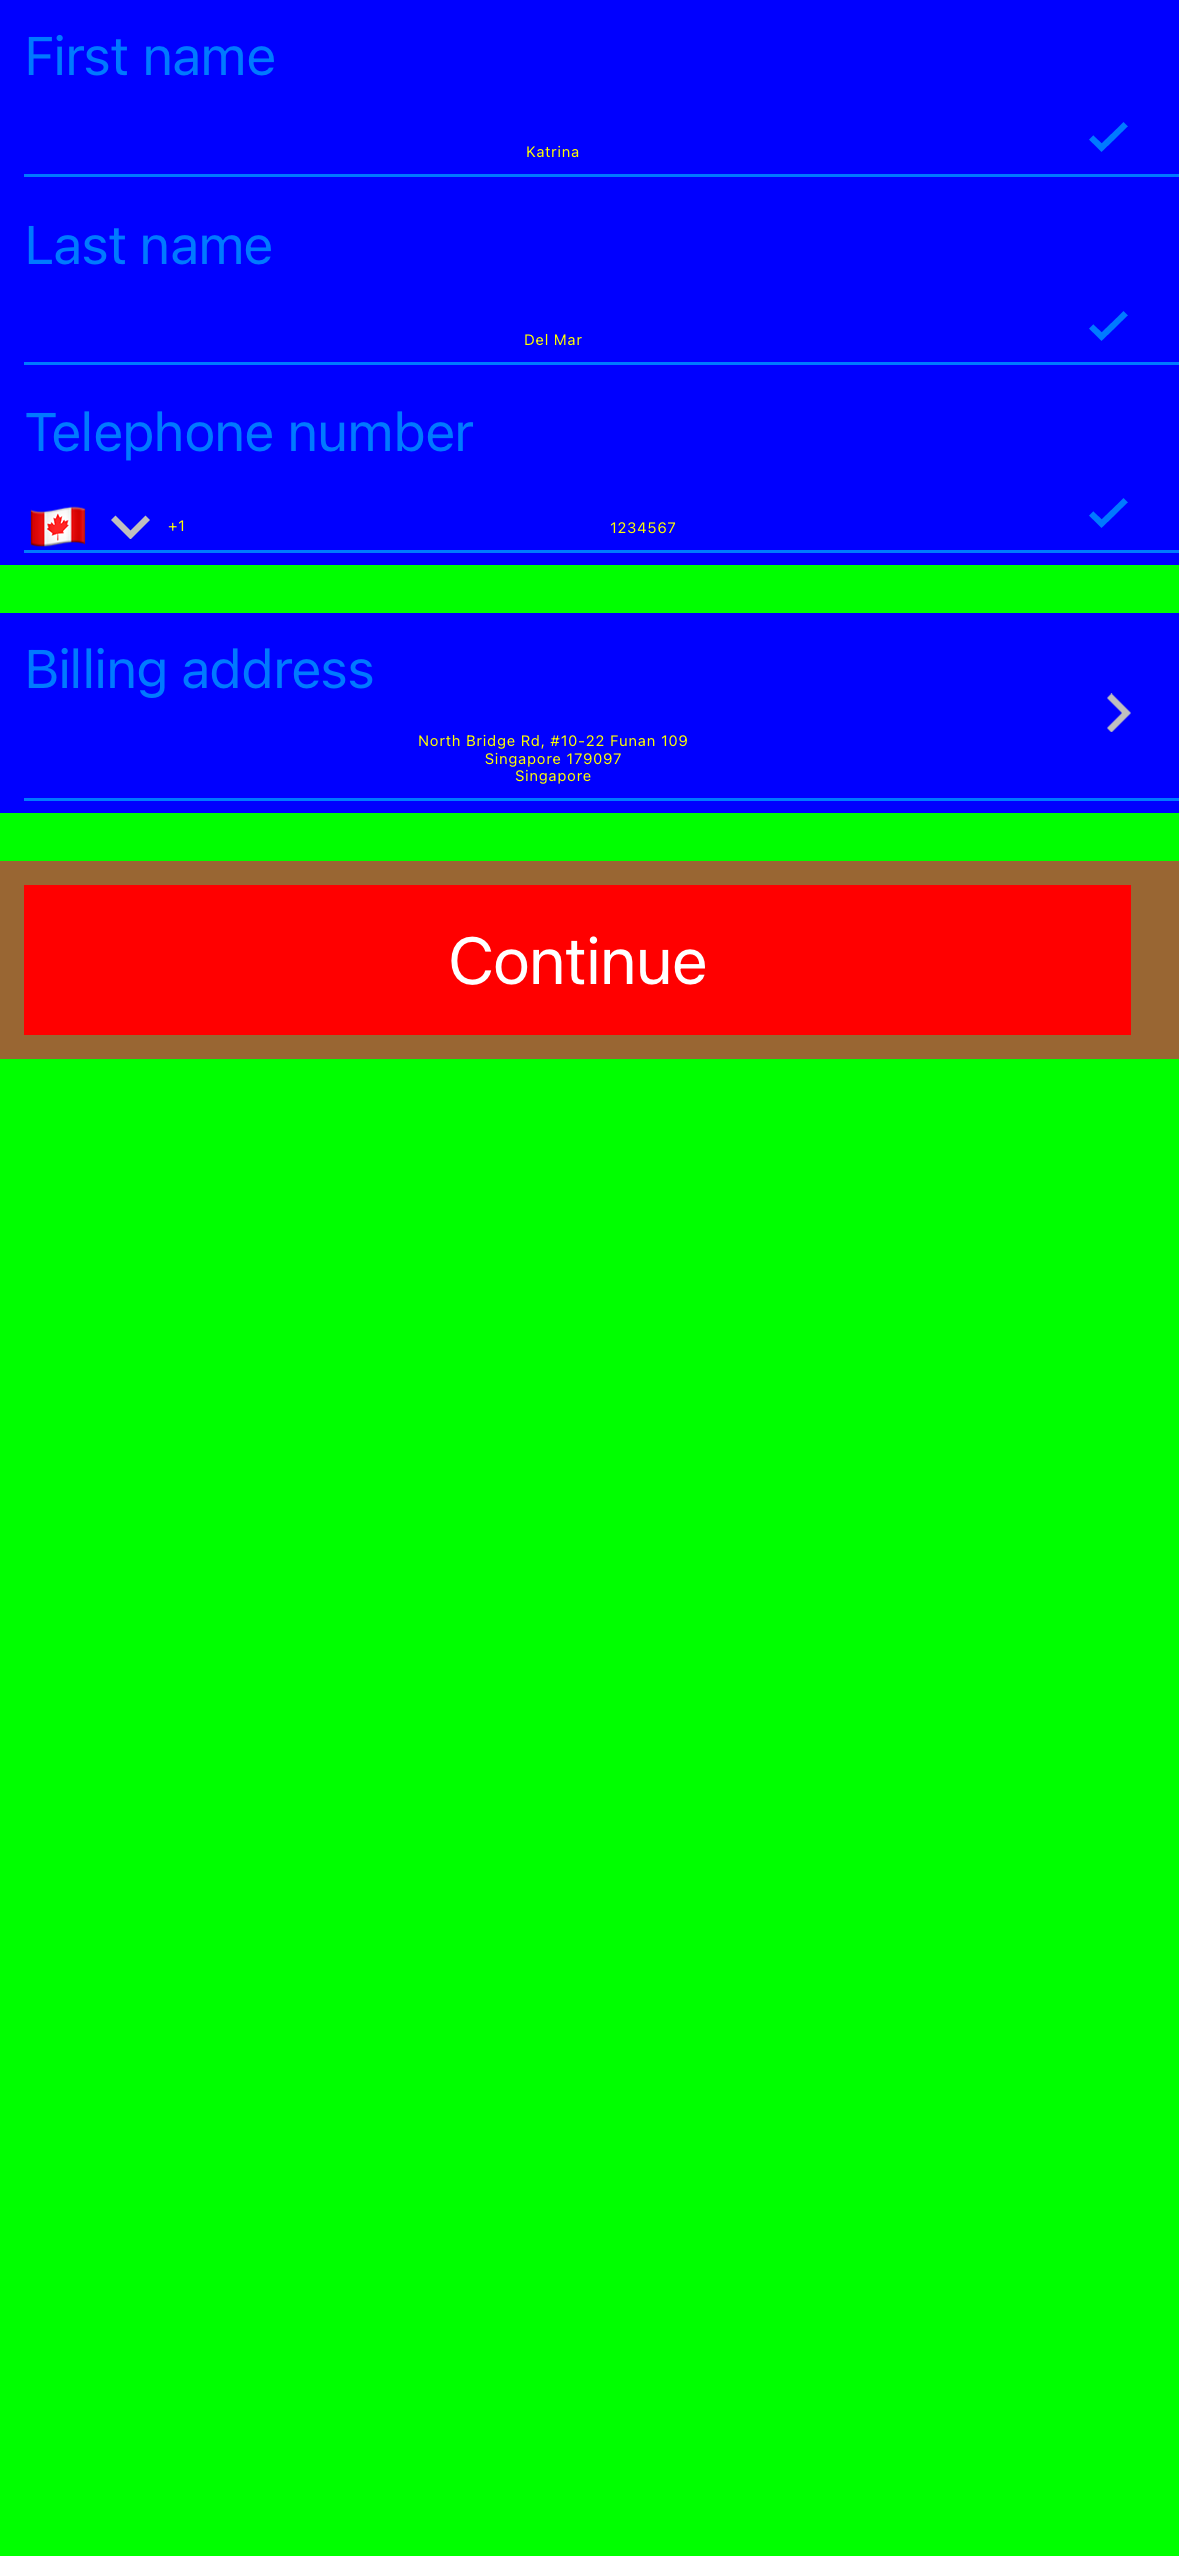 First name
Katrina
Last name
Del Mar
Telephone number
+1 1234567
Billing address
North Bridge Rd, #10-22 Funan 109
Singapore 179097
Singapore
Continue